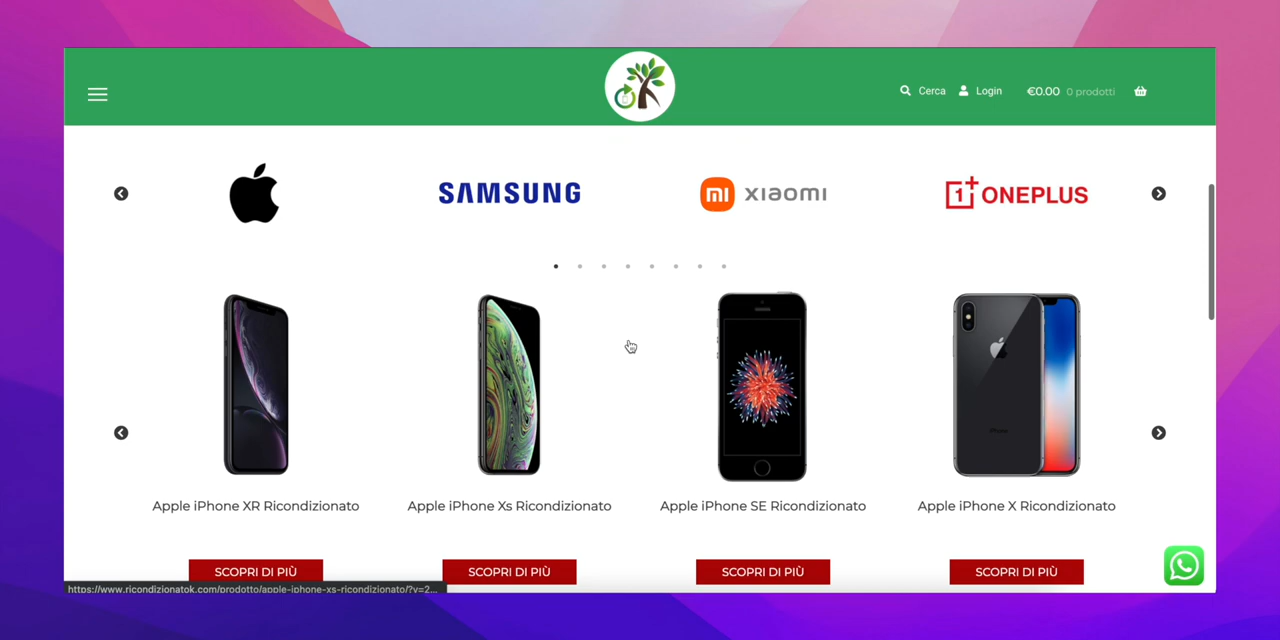 Cerca Login €0.00 0 prodotti
SAMSUNG mi xiaomi 1+ ONEPLUS
Apple iPhone XR Ricondizionato Apple iPhone Xs Ricondizionato Apple iPhone SE Ricondizionato Apple iPhone X Ricondizionato
SCOPRI DI PIÙ SCOPRI DI PIÙ SCOPRI DI PIÙ SCOPRI DI PIÙ
https://www.ricondizionatok.com/prodotto/apple-iphone-xs-ricondizionato/?v=2...